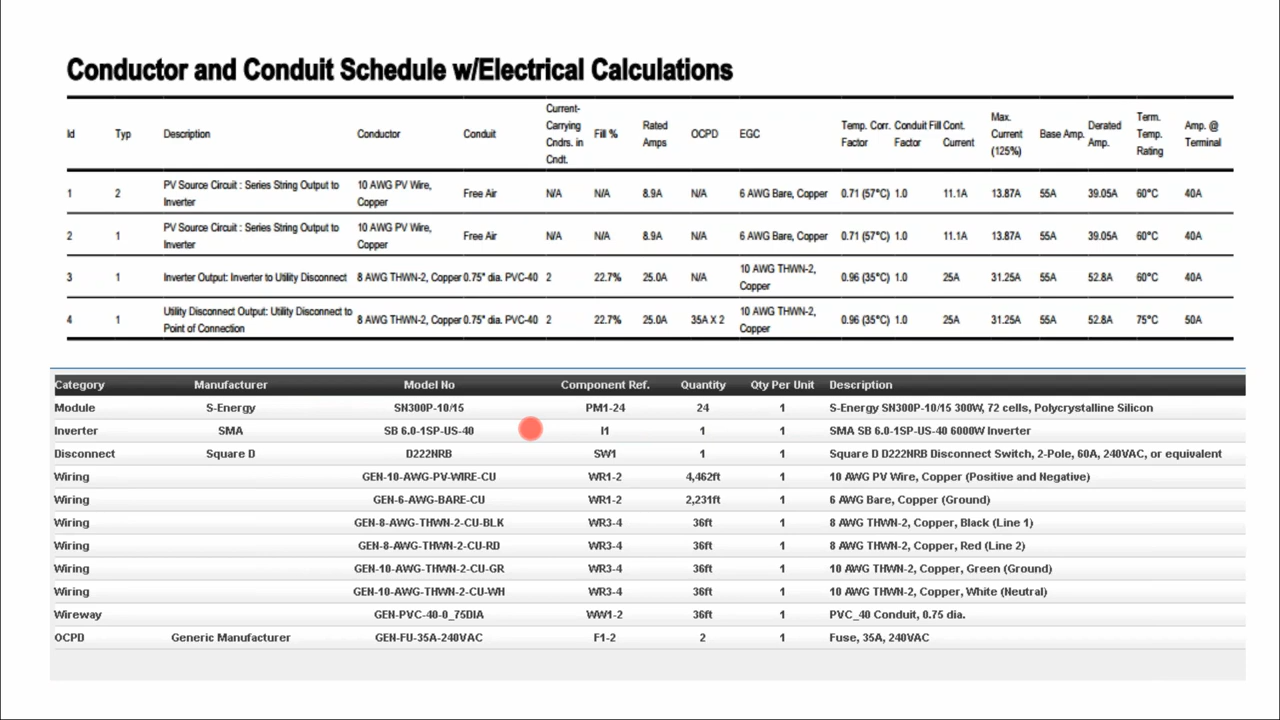 Conductor and Conduit Schedule w/Electrical Calculations
Id Typ Description Conductor Conduit Current-Carrying Cndrs. in Cndt. Fill % Rated Amps OCPD EGC Temp. Corr. Factor Conduit Fill Factor Cont. Current Max. Current (125%) Base Amp. Derated Amp. Term. Temp. Rating Amp. @ Terminal
1 2 PV Source Circuit : Series String Output to Inverter 10 AWG PV Wire, Copper Free Air N/A N/A 8.9A N/A 6 AWG Bare, Copper 0.71 (57°C) 1.0 11.1A 13.87A 55A 39.05A 60°C 40A
2 1 PV Source Circuit : Series String Output to Inverter 10 AWG PV Wire, Copper Free Air N/A N/A 8.9A N/A 6 AWG Bare, Copper 0.71 (57°C) 1.0 11.1A 13.87A 55A 39.05A 60°C 40A
3 1 Inverter Output: Inverter to Utility Disconnect 8 AWG THWN-2, Copper 0.75" dia. PVC-40 2 22.7% 25.0A N/A 10 AWG THWN-2, Copper 0.96 (35°C) 1.0 25A 31.25A 55A 52.8A 60°C 40A
4 1 Utility Disconnect Output: Utility Disconnect to Point of Connection 8 AWG THWN-2, Copper 0.75" dia. PVC-40 2 22.7% 25.0A 35A X 2 10 AWG THWN-2, Copper 0.96 (35°C) 1.0 25A 31.25A 55A 52.8A 75°C 50A
Category Manufacturer Model No Component Ref. Quantity Qty Per Unit Description
Module S-Energy SN300P-10/15 PM1-24 24 1 S-Energy SN300P-10/15 300W, 72 cells, Polycrystalline Silicon
Inverter SMA SB 6.0-1SP-US-40 I1 1 1 SMA SB 6.0-1SP-US-40 6000W Inverter
Disconnect Square D D222NRB SW1 1 1 Square D D222NRB Disconnect Switch, 2-Pole, 60A, 240VAC, or equivalent
Wiring GEN-10-AWG-PV-WIRE-CU WR1-2 4,462ft 1 10 AWG PV Wire, Copper (Positive and Negative)
Wiring GEN-6-AWG-BARE-CU WR1-2 2,231ft 1 6 AWG Bare, Copper (Ground)
Wiring GEN-8-AWG-THWN-2-CU-BLK WR3-4 36ft 1 8 AWG THWN-2, Copper, Black (Line 1)
Wiring GEN-8-AWG-THWN-2-CU-RD WR3-4 36ft 1 8 AWG THWN-2, Copper, Red (Line 2)
Wiring GEN-10-AWG-THWN-2-CU-GR WR3-4 36ft 1 10 AWG THWN-2, Copper, Green (Ground)
Wiring GEN-10-AWG-THWN-2-CU-WH WR3-4 36ft 1 10 AWG THWN-2, Copper, White (Neutral)
Wireway GEN-PVC-40-0_75DIA WW1-2 36ft 1 PVC_40 Conduit, 0.75 dia.
OCPD Generic Manufacturer GEN-FU-35A-240VAC F1-2 2 1 Fuse, 35A, 240VAC